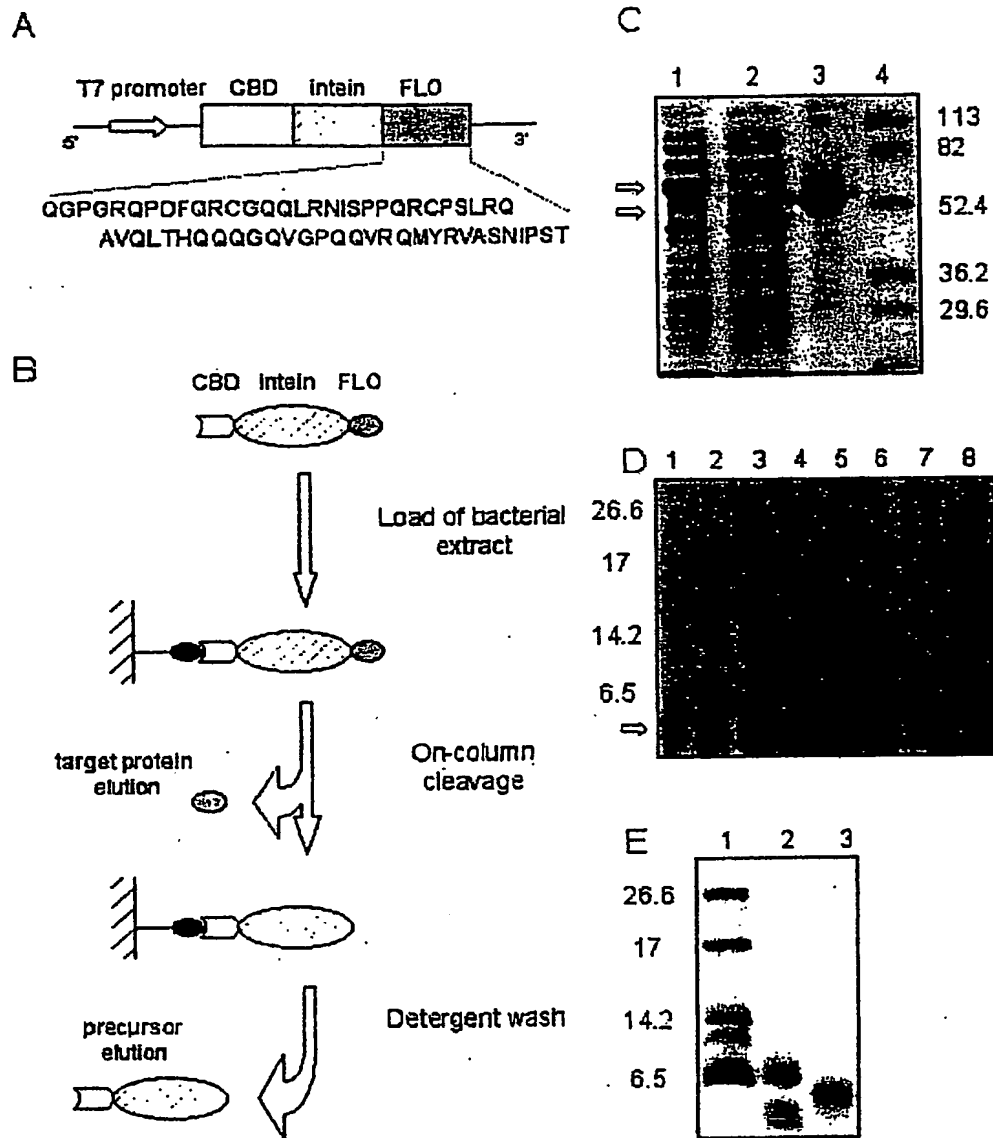 A
T7 promoter CBD intein FLO
5' 3'
QGPGRQPDFQRCGQQLRNISPPQRCPSLRQ
AVQLTHQQQGQVGPQQVRQMYRVASNIPST
B
CBD intein FLO
Load of bacterial
extract
On-column
cleavage
target protein
elution
Detergent wash
precursor
elution
C
1 2 3 4
113
82
52.4
36.2
29.6
D 1 2 3 4 5 6 7 8
26.6
17
14.2
6.5
E 1 2 3
26.6
17
14.2
6.5